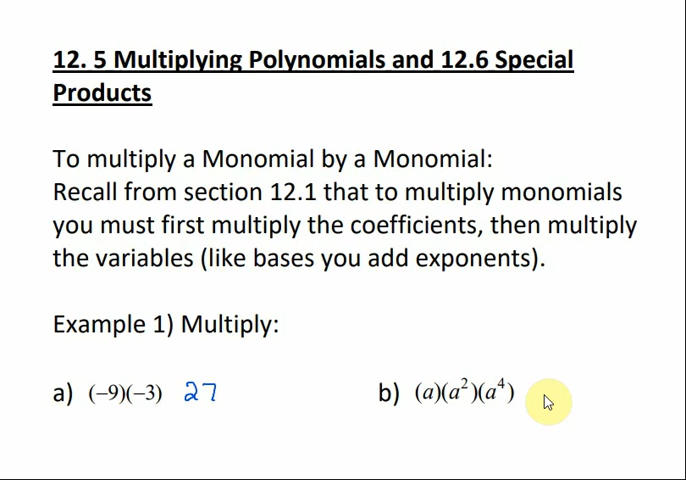 12. 5 Multiplying Polynomials and 12.6 Special
Products
To multiply a Monomial by a Monomial:
Recall from section 12.1 that to multiply monomials
you must first multiply the coefficients, then multiply
the variables (like bases you add exponents).
Example 1) Multiply:
a) (−9)(−3) 27 b) (a)(a²)(a⁴)